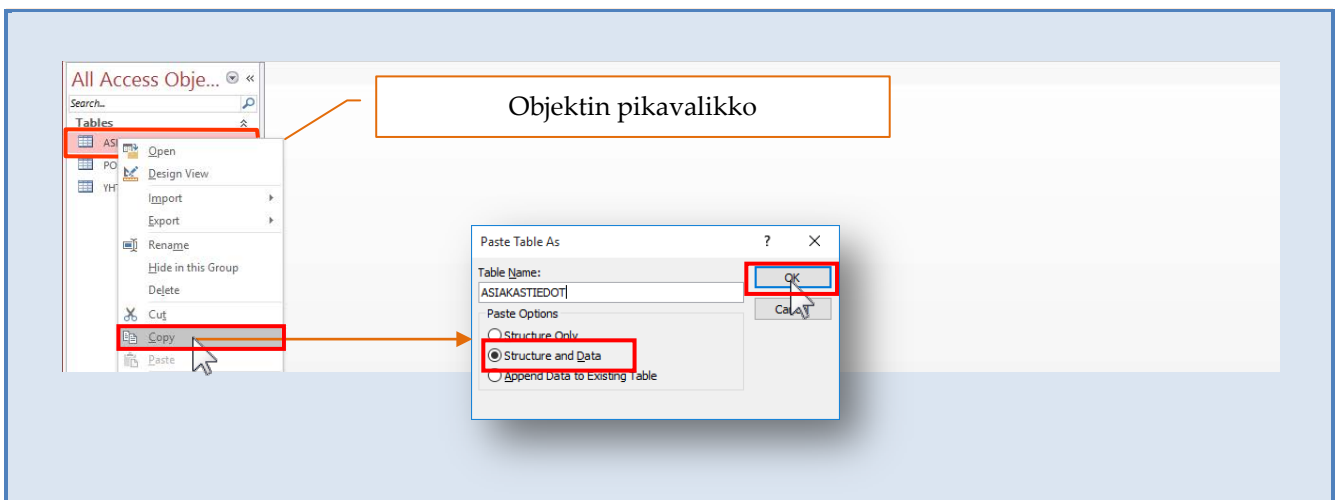 All Access Obje...
Search...
Tables
Objektin pikavalikko
Open
Design View
Import
Export
Rename
Hide in this Group
Delete
Cut
Copy
Paste
Paste Table As
Table Name:
ASIAKASTIEDOT
OK
Paste Options
Structure Only
Structure and Data
Append Data to Existing Table